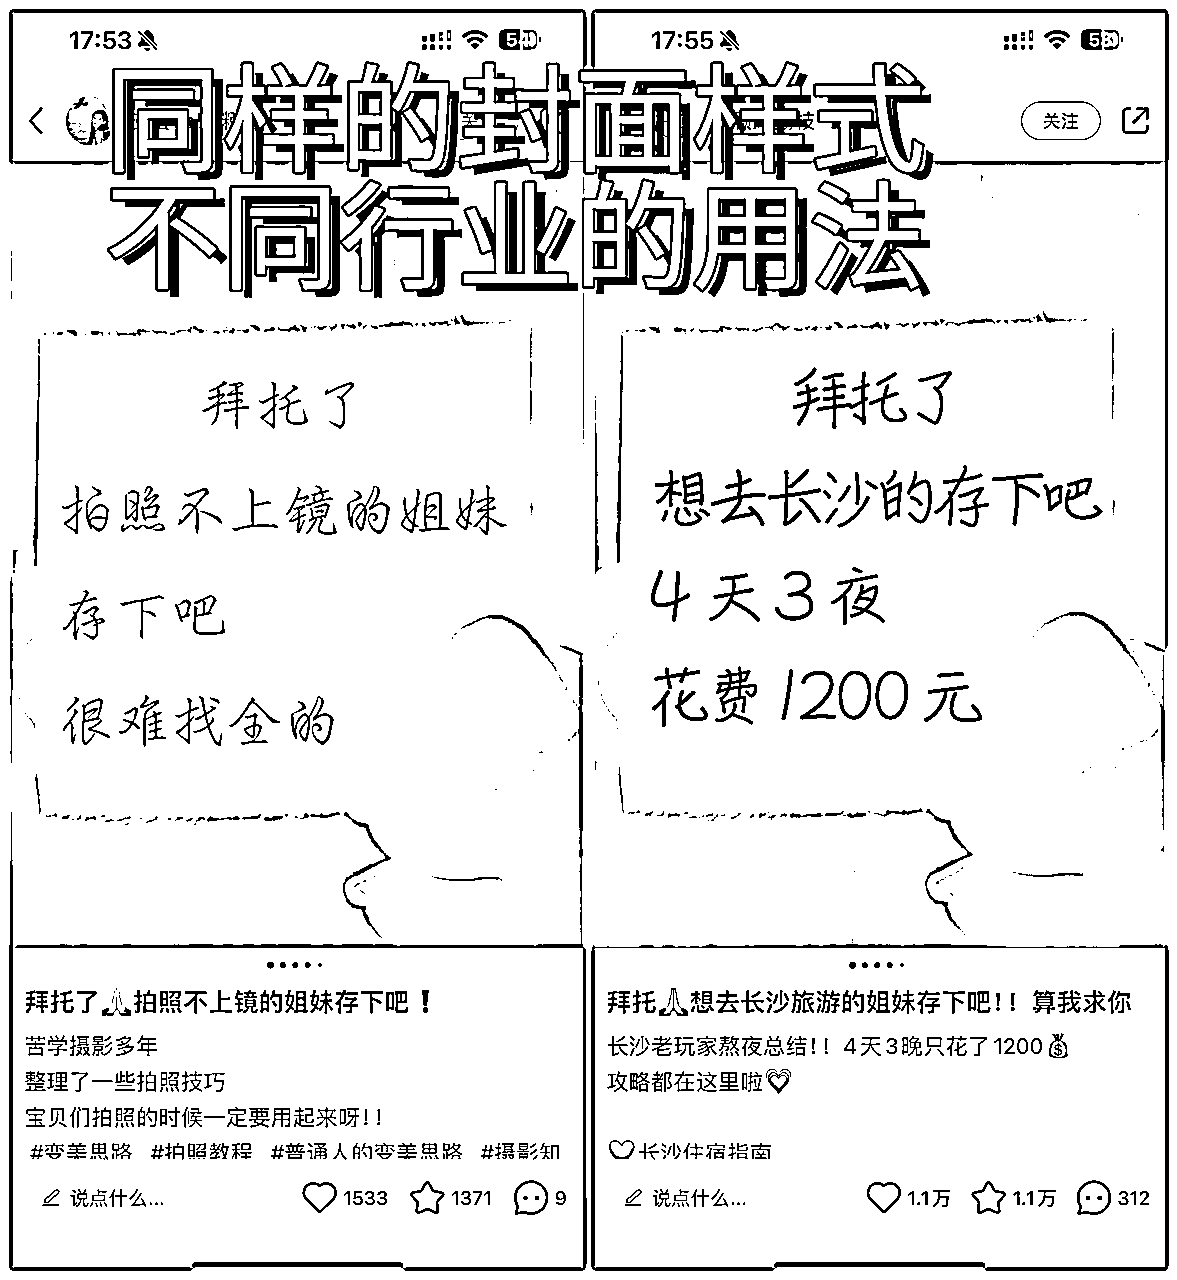 17:53
17:55
同样的封面样式
不同行业的用法
关注
拜托了
拍照不上镜的姐妹
存下吧
很难找全的
拜托了🙏拍照不上镜的姐妹存下吧❗
苦学摄影多年
整理了一些拍照技巧
宝贝们拍照的时候一定要用起来呀!!
#变美思路 #拍照教程 #普通人的变美思路 #摄影知
说点什么...
1533
1371
9
拜托了
想去长沙的存下吧
4天3夜
花费1200元
拜托🙏想去长沙旅游的姐妹存下吧!! 算我求你
长沙老玩家熬夜总结!! 4天3晚只花了1200💰
攻略都在这里啦💗
长沙住宿指南
说点什么...
1.1万
1.1万
312